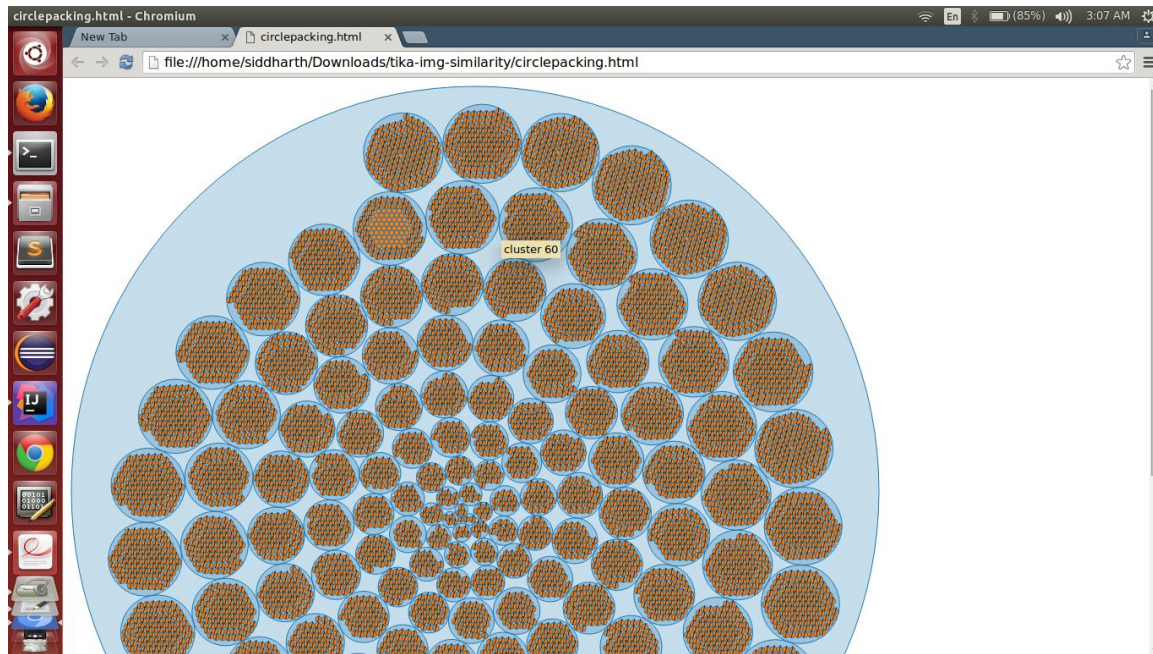 circlepacking.html - Chromium
En
(85%)
3:07 AM
New Tab
circlepacking.html
file:///home/siddharth/Downloads/tika-img-similarity/circlepacking.html
cluster 60
>_
S
IJ